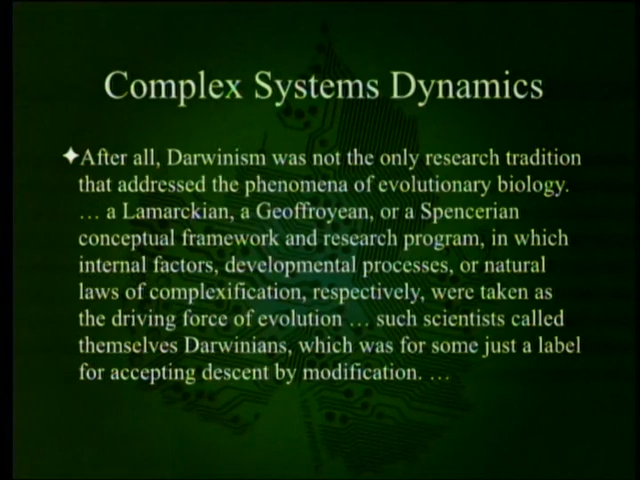 Complex Systems Dynamics
✦After all, Darwinism was not the only research tradition
that addressed the phenomena of evolutionary biology.
… a Lamarckian, a Geoffroyean, or a Spencerian
conceptual framework and research program, in which
internal factors, developmental processes, or natural
laws of complexification, respectively, were taken as
the driving force of evolution … such scientists called
themselves Darwinians, which was for some just a label
for accepting descent by modification. …